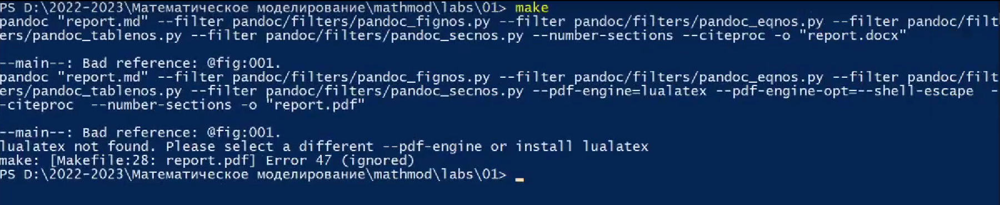 PS D:\2022-2023\Математическое моделирование\mathmod\labs\01> make
pandoc "report.md" --filter pandoc/filters/pandoc_fignos.py --filter pandoc/filters/pandoc_eqnos.py --filter pandoc/filt
ers/pandoc_tablenos.py --filter pandoc/filters/pandoc_secnos.py --number-sections --citeproc -o "report.docx"
--main--: Bad reference: @fig:001.
pandoc "report.md" --filter pandoc/filters/pandoc_fignos.py --filter pandoc/filters/pandoc_eqnos.py --filter pandoc/filt
ers/pandoc_tablenos.py --filter pandoc/filters/pandoc_secnos.py --pdf-engine=lualatex --pdf-engine-opt=--shell-escape  -
-citeproc  --number-sections -o "report.pdf"
--main--: Bad reference: @fig:001.
lualatex not found. Please select a different --pdf-engine or install lualatex
make: [Makefile:28: report.pdf] Error 47 (ignored)
PS D:\2022-2023\Математическое моделирование\mathmod\labs\01>